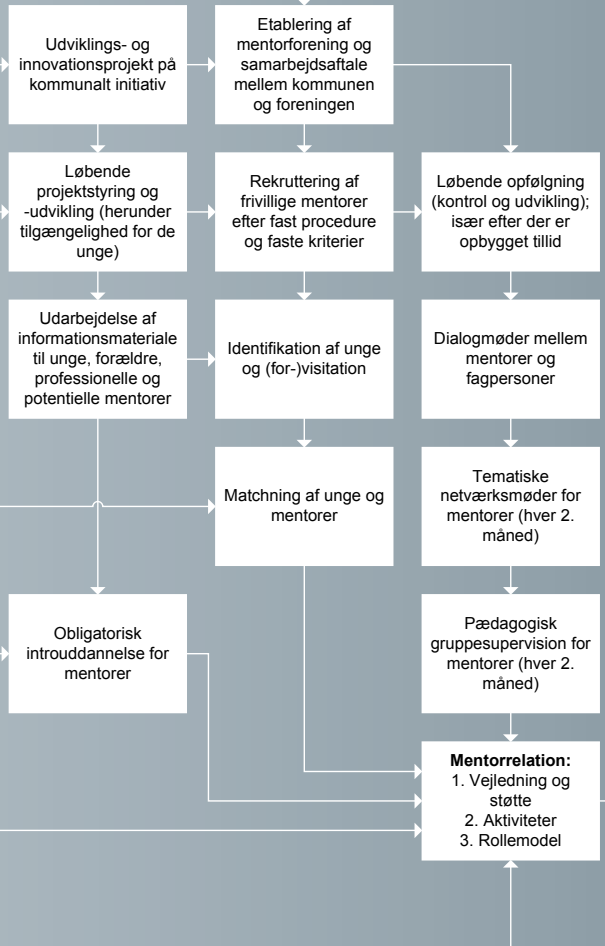 Udviklings- og
innovationsprojekt på
kommunalt initiativ
Etablering af
mentorforening og
samarbejdsaftale
mellem kommunen
og foreningen
Løbende
projektstyring og
-udvikling (herunder
tilgængelighed for de
unge)
Rekruttering af
frivillige mentorer
efter fast procedure
og faste kriterier
Løbende opfølgning
(kontrol og udvikling);
især efter der er
opbygget tillid
Udarbejdelse af
informationsmateriale
til unge, forældre,
professionelle og
potentielle mentorer
Identifikation af unge
og (for-)visitation
Dialogmøder mellem
mentorer og
fagpersoner
Matchning af unge og
mentorer
Tematiske
netværksmøder for
mentorer (hver 2.
måned)
Obligatorisk
introuddannelse for
mentorer
Pædagogisk
gruppesupervision for
mentorer (hver 2.
måned)
Mentorrelation:
1. Vejledning og
støtte
2. Aktiviteter
3. Rollemodel